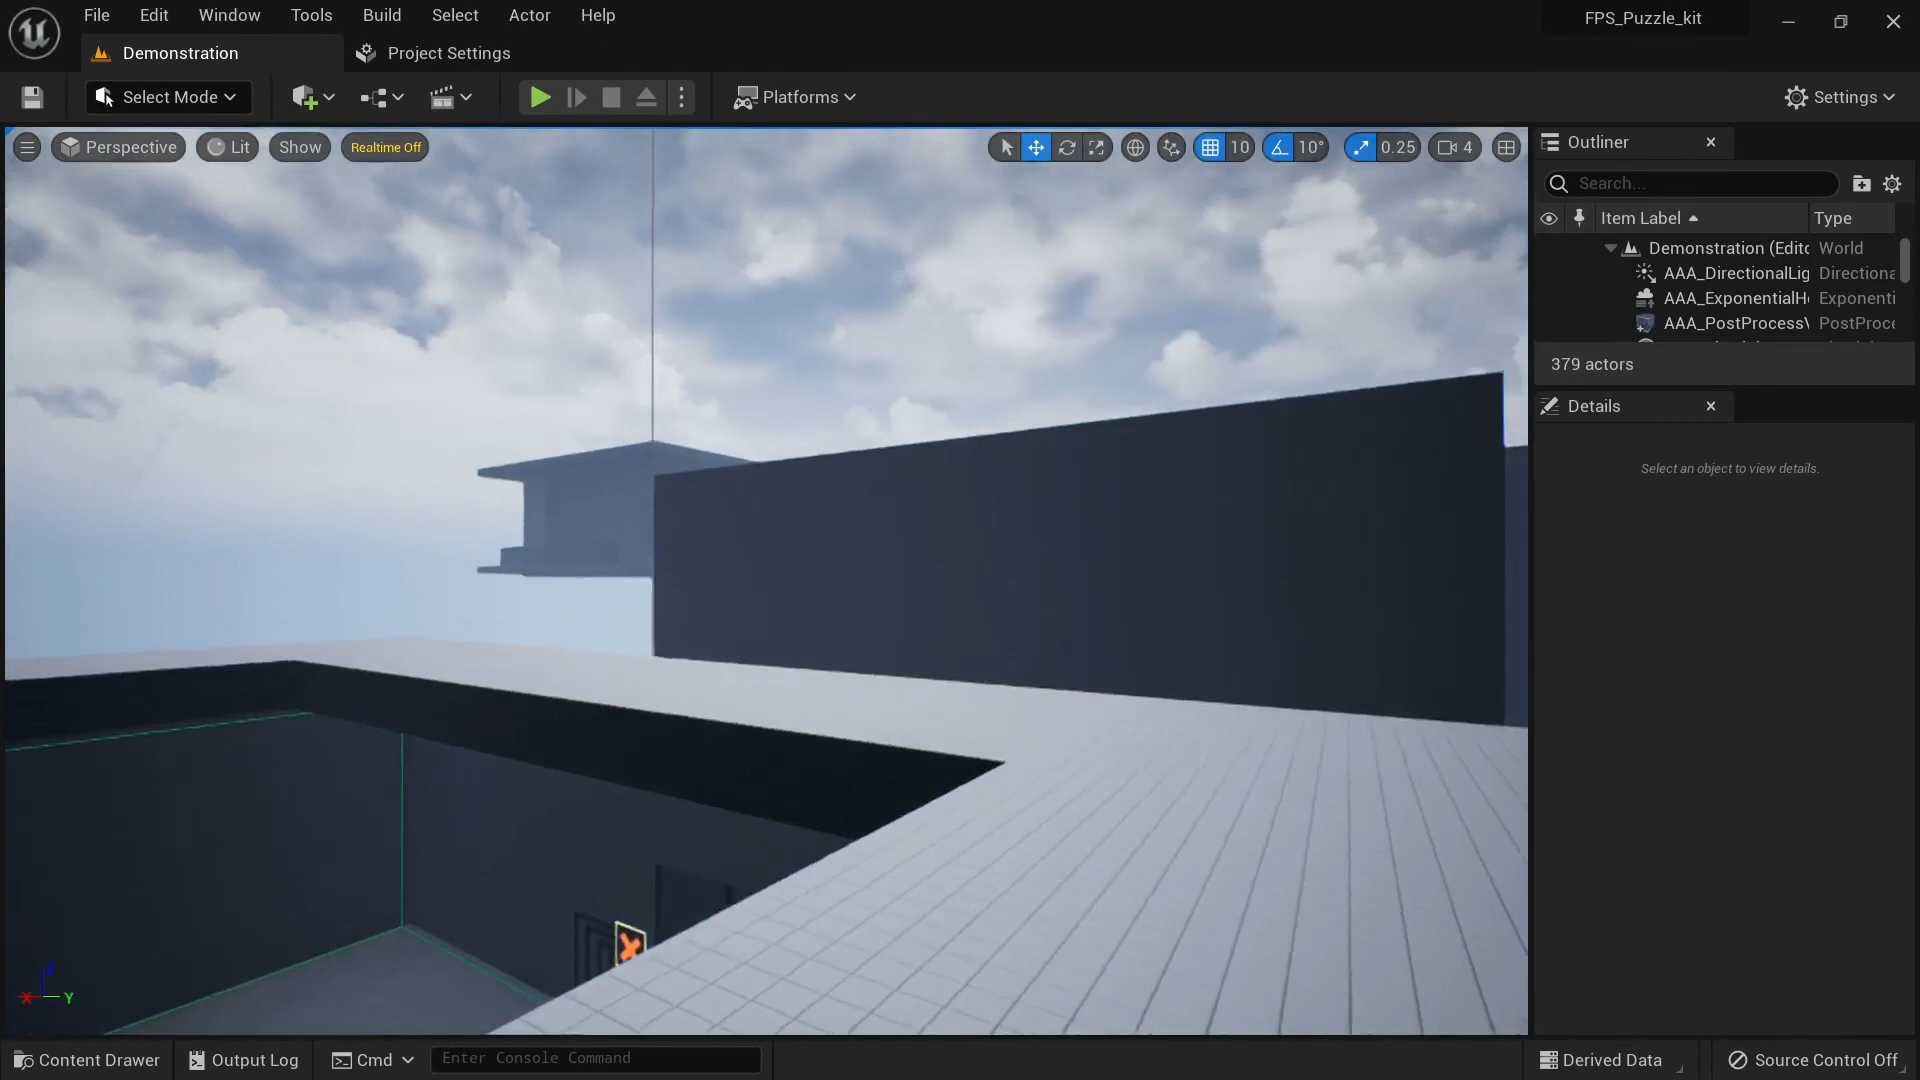 File Edit Window Tools Build Select Actor Help
FPS_Puzzle_kit
Demonstration
Project Settings
Select Mode
Platforms
Settings
Perspective
Lit
Show
Realtime Off
10
10°
0.25
4
Outliner
Search...
Item Label
Type
Demonstration (Edito World
AAA_DirectionalLig Directiona
AAA_ExponentialHe Exponenti
AAA_PostProcessV PostProce
379 actors
Details
Select an object to view details.
X
Y
Content Drawer
Output Log
Cmd
Enter Console Command
Derived Data
Source Control Off